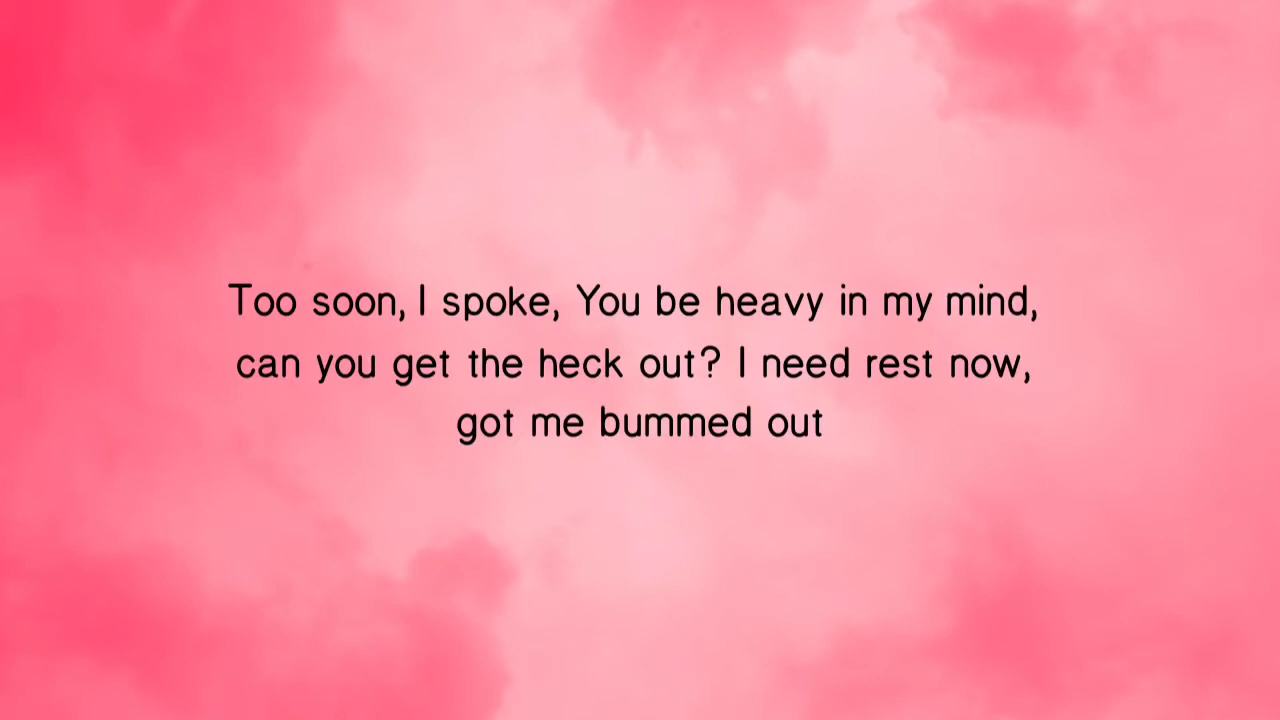 Too soon, I spoke, You be heavy in my mind,
can you get the heck out? I need rest now,
got me bummed out